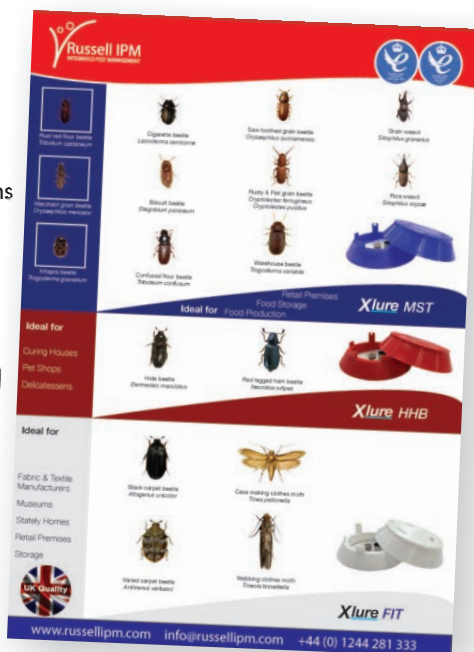 Russell IPM
INTEGRATED PEST MANAGEMENT
Rust red flour beetle
Tribolium castaneum
Merchant grain beetle
Oryzaephilus mercator
Khapra beetle
Trogoderma granarium
Cigarette beetle
Lasioderma serricorne
Saw toothed grain beetle
Oryzaephilus surinamensis
Grain weevil
Sitophilus granarius
Biscuit beetle
Stegobium paniceum
Rusty & Flat grain beetle
Cryptolestes ferrugineus
Cryptolestes pusillus
Rice weevil
Sitophilus oryzae
Confused flour beetle
Tribolium confusum
Warehouse beetle
Trogoderma variabile
Ideal for
Retail Premises
Food Storage
Food Production
Xlure MST
Ideal for
Curing Houses
Pet Shops
Delicatessens
Hide beetle
Dermestes maculatus
Red legged ham beetle
Necrobia rufipes
Xlure HHB
Ideal for
Fabric & Textile
Manufacturers
Museums
Stately Homes
Retail Premises
Storage
UK Quality
Black carpet beetle
Attagenus unicolor
Case making clothes moth
Tinea pellionella
Varied carpet beetle
Anthrenus verbasci
Webbing clothes moth
Tineola bisselliella
Xlure FIT
www.russellipm.com info@russellipm.com +44 (0) 1244 281 333